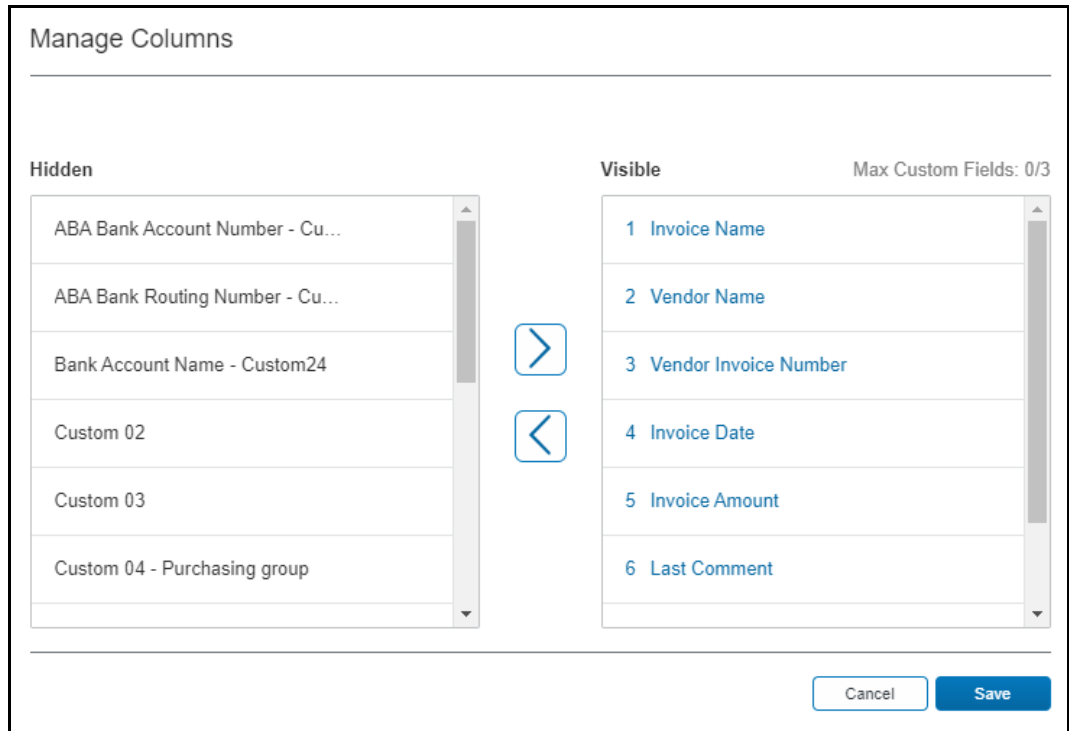 Manage Columns
Hidden
Visible
Max Custom Fields: 0/3
ABA Bank Account Number - Cu...
ABA Bank Routing Number - Cu...
Bank Account Name - Custom24
Custom 02
Custom 03
Custom 04 - Purchasing group
1 Invoice Name
2 Vendor Name
3 Vendor Invoice Number
4 Invoice Date
5 Invoice Amount
6 Last Comment
Cancel
Save